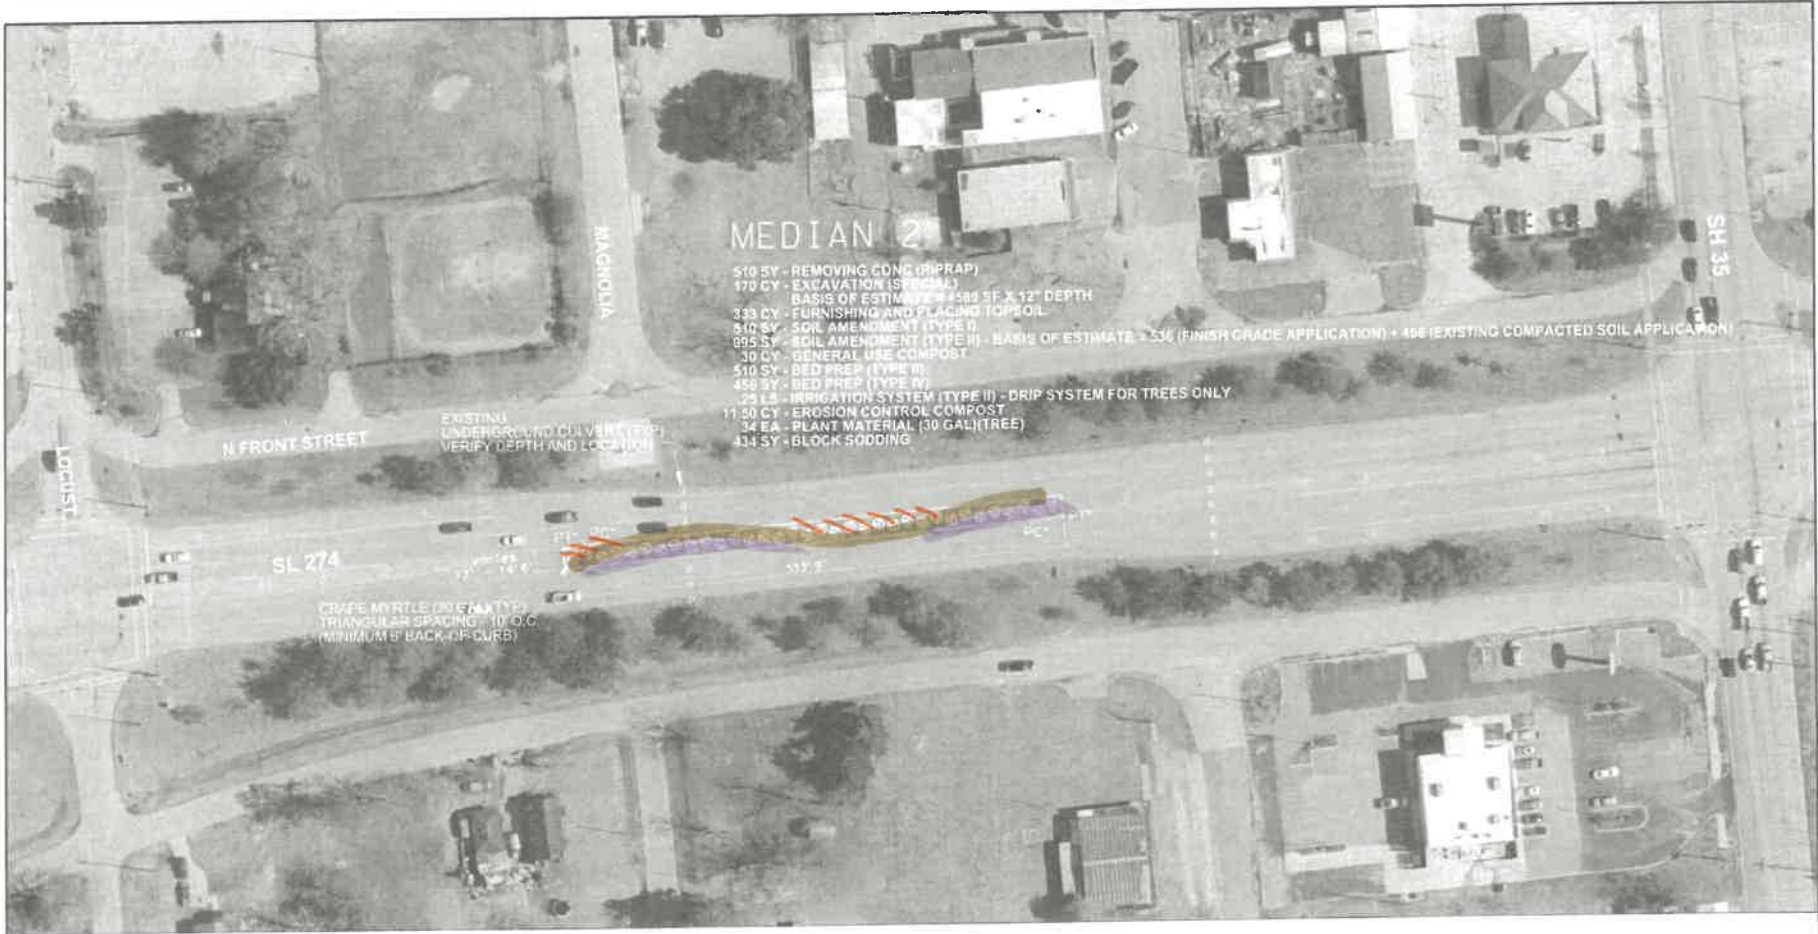 MEDIAN 2
510 SY - REMOVING CONC (RIPRAP)
170 CY - EXCAVATION (SPECIAL)
BASIS OF ESTIMATE = 4589 SF X 12" DEPTH
333 CY - FURNISHING AND PLACING TOPSOIL
510 SY - SOIL AMENDMENT (TYPE I)
995 SY - SOIL AMENDMENT (TYPE II) - BASIS OF ESTIMATE = 536 (FINISH GRADE APPLICATION) + 456 (EXISTING COMPACTED SOIL APPLICATION)
30 CY - GENERAL USE COMPOST
510 SY - BED PREP (TYPE II)
456 SY - BED PREP (TYPE IV)
.25 LS - IRRIGATION SYSTEM (TYPE II) - DRIP SYSTEM FOR TREES ONLY
11.50 CY - EROSION CONTROL COMPOST
34 EA - PLANT MATERIAL (30 GAL)(TREE)
434 SY - BLOCK SODDING
MAGNOLIA
SH 35
EXISTING
UNDERGROUND CULVERT (TYP)
VERIFY DEPTH AND LOCATION
N FRONT STREET
LOCUST
SL 274
CRAPE MYRTLE (30 GAL)(TYP)
TRIANGULAR SPACING - 10' O.C.
(MINIMUM 6' BACK-OF-CURB)